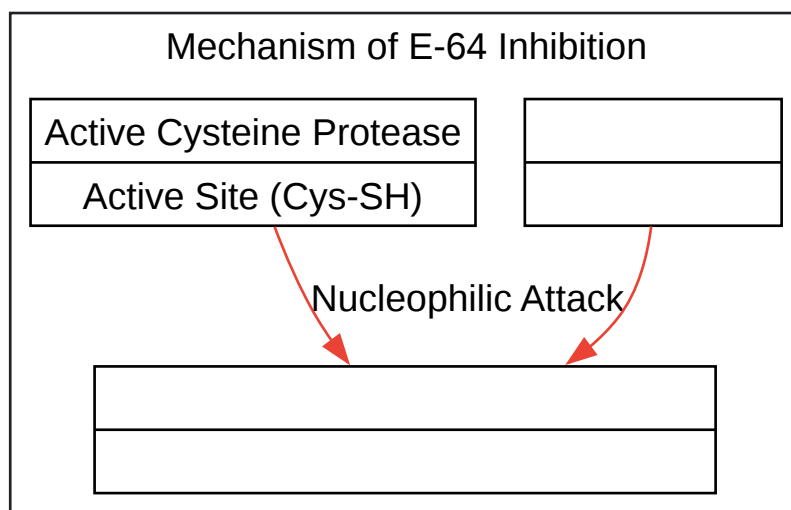 Mechanism of E-64 Inhibition
Active Cysteine Protease
Active Site (Cys-SH)
Nucleophilic Attack